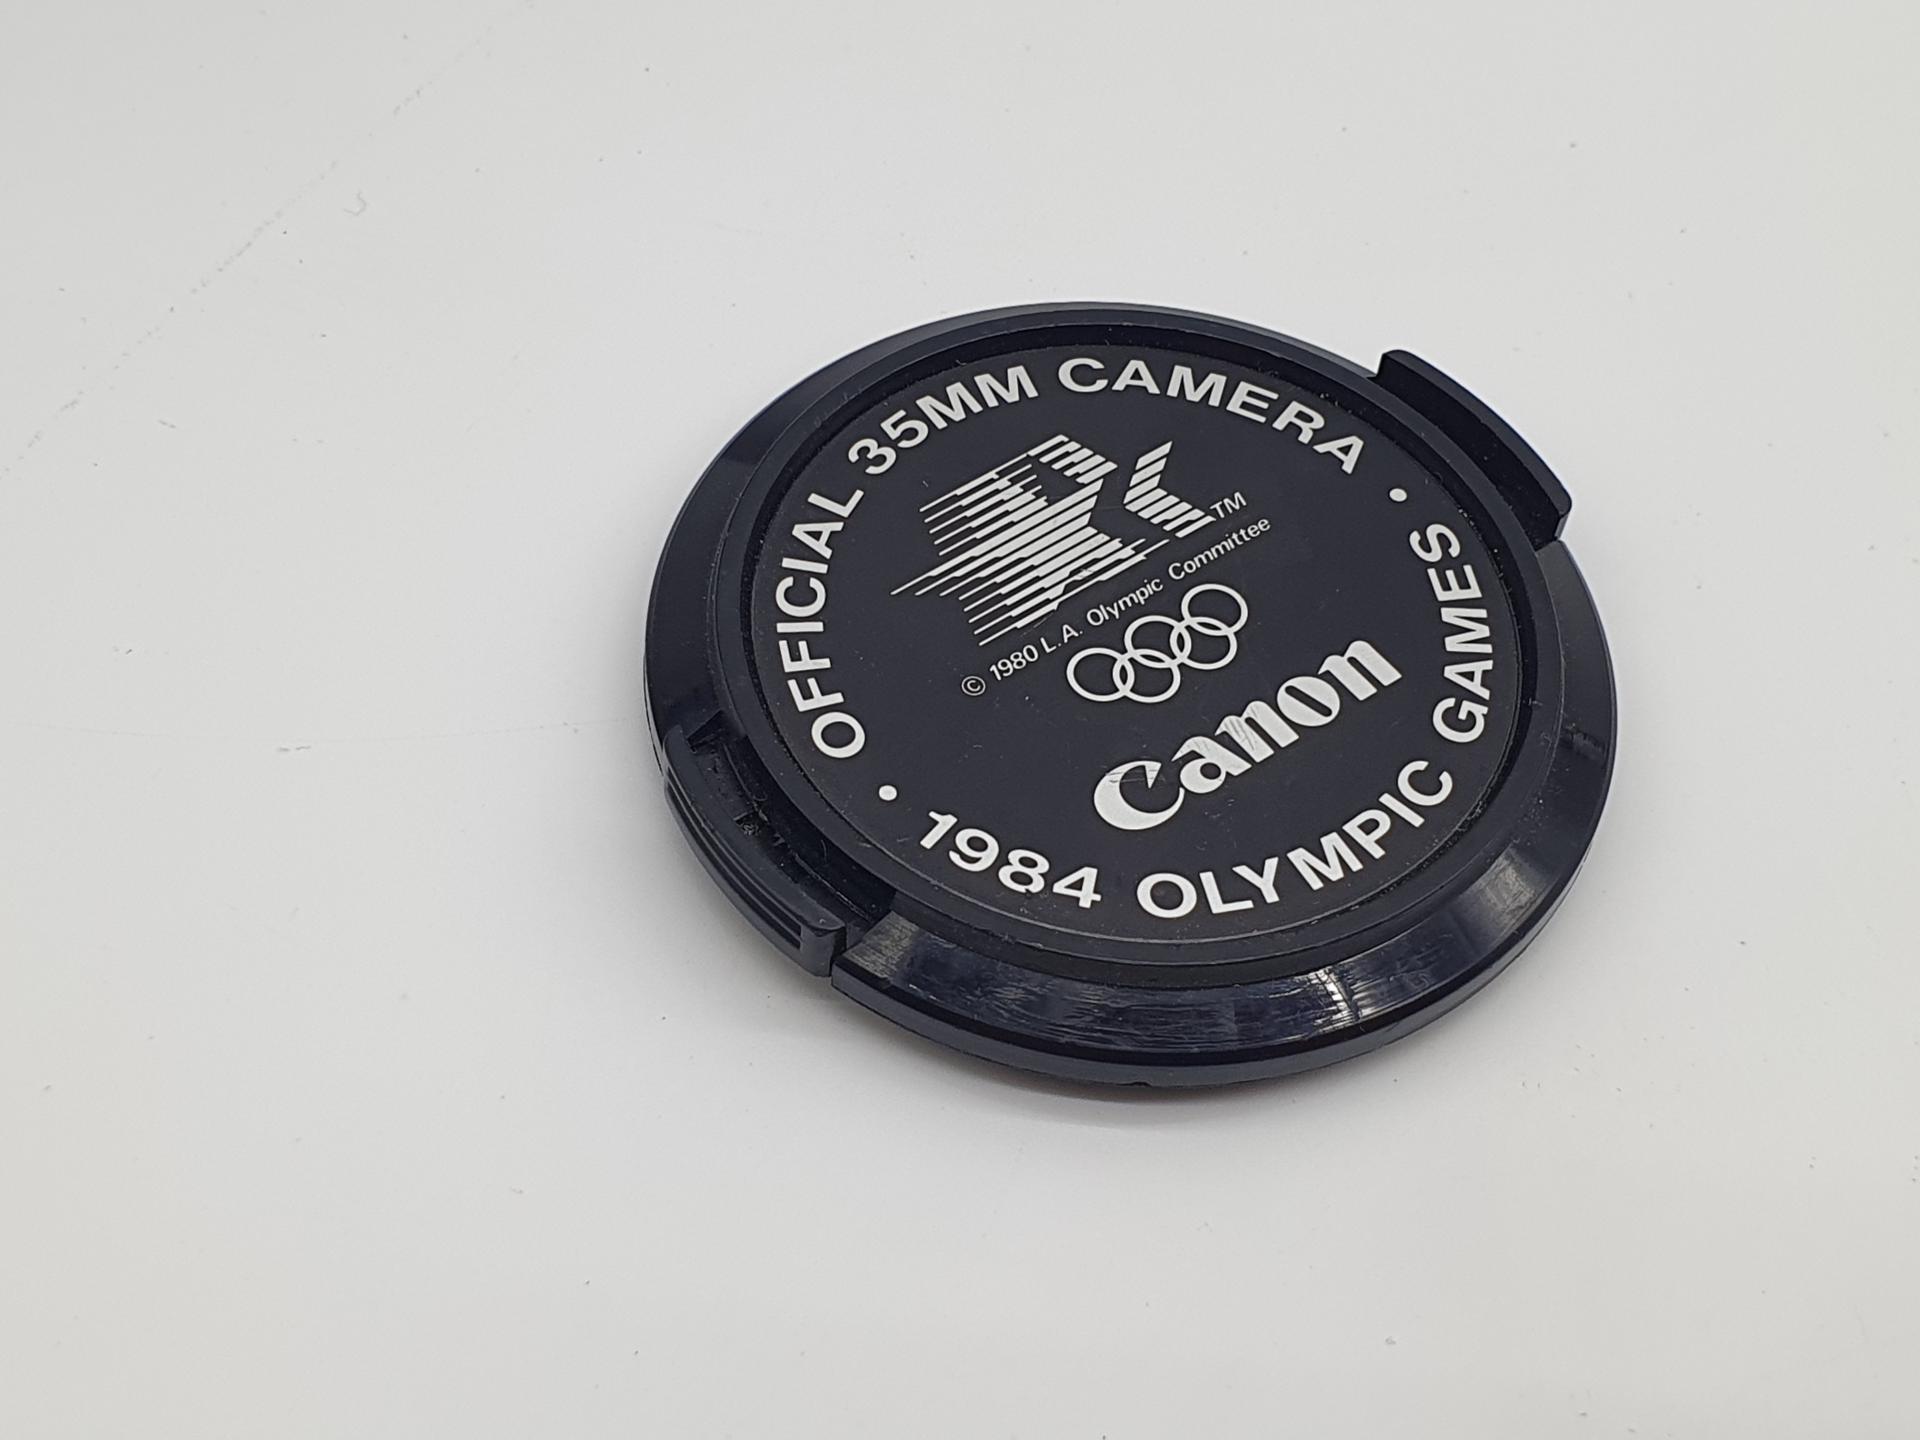 OFFICIAL 35MM CAMERA
TM
© 1980 L.A. Olympic Committee
Canon
• 1984 OLYMPIC GAMES •